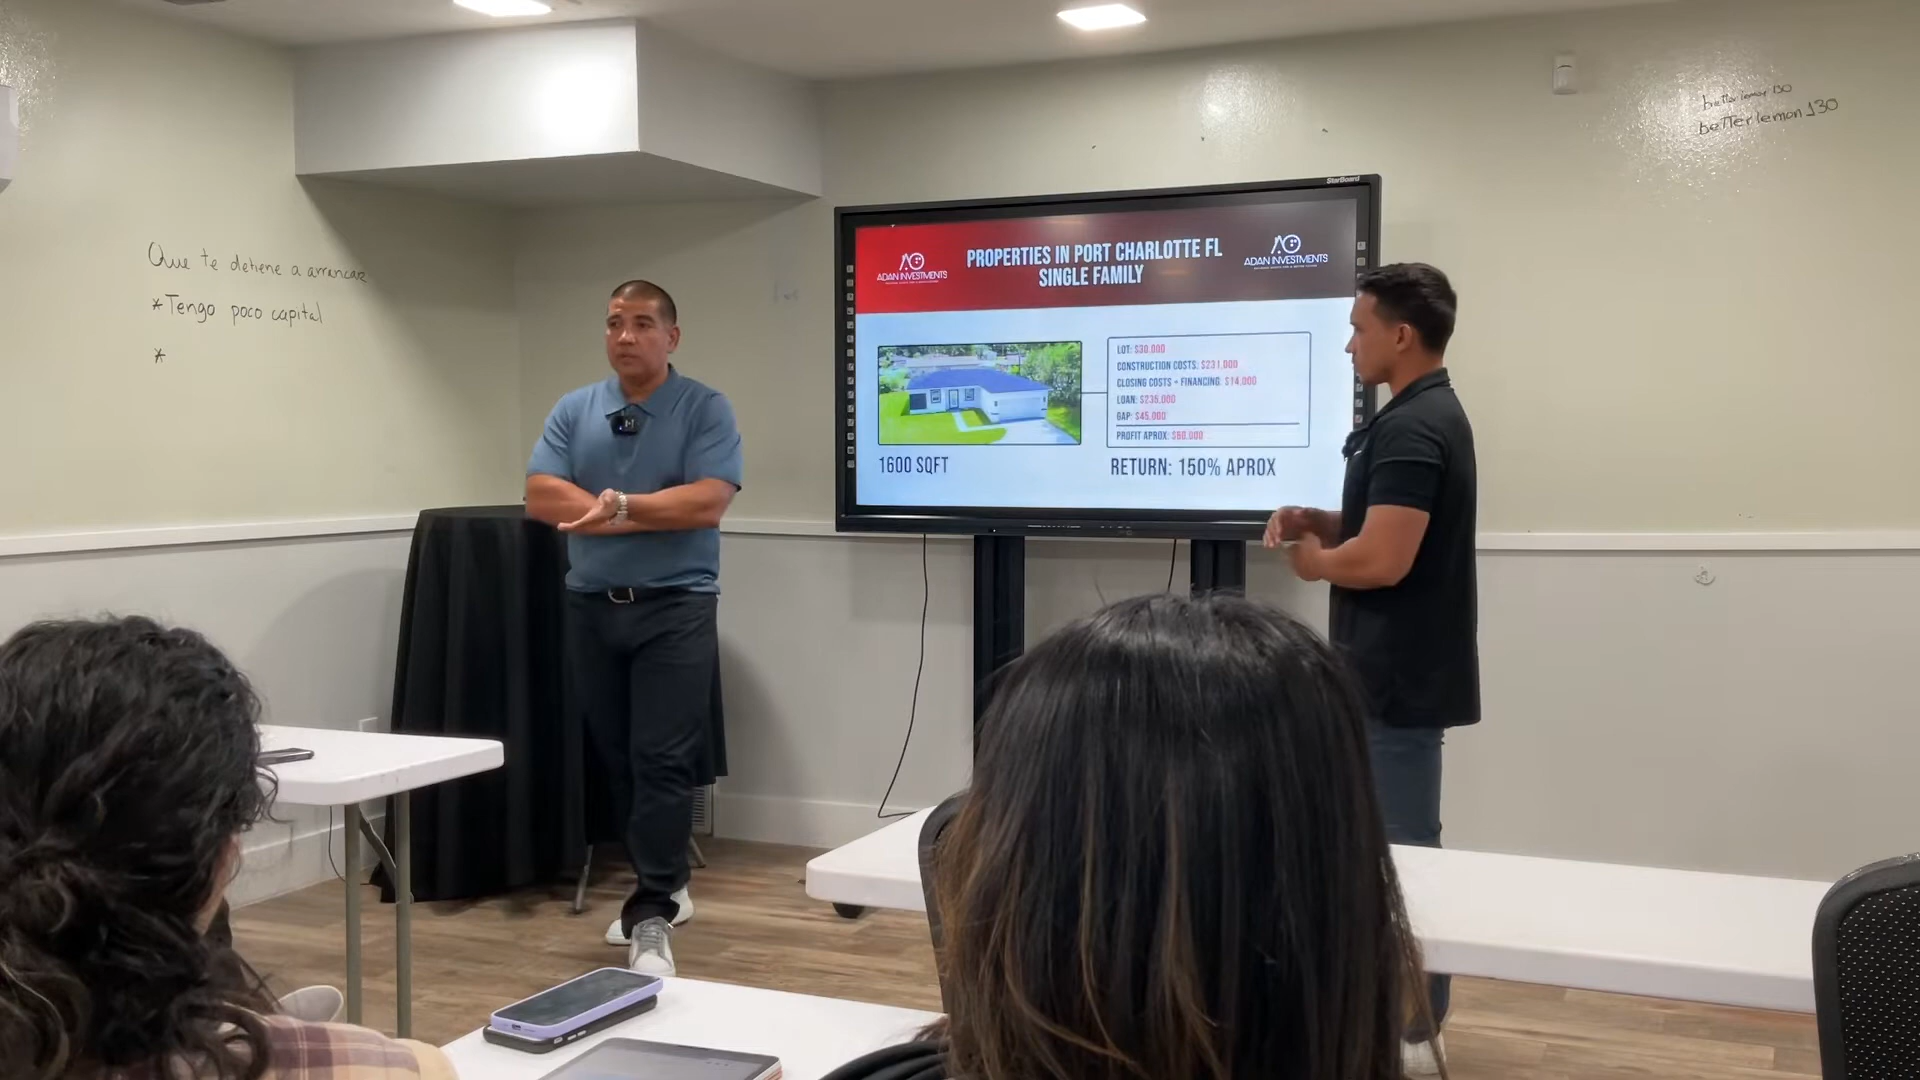 Que te detiene a arrancar
*Tengo poco capital
*
betterlemon130
betterlemon130
StarBoard
ADAN INVESTMENTS
PROPERTIES IN PORT CHARLOTTE FL
SINGLE FAMILY
ADAN INVESTMENTS
LOT: $30.000
CONSTRUCTION COSTS: $231.000
CLOSING COSTS + FINANCING: $14.000
LOAN: $235.000
GAP: $45.000
PROFIT APROX: $60.000
1600 SQFT
RETURN: 150% APROX